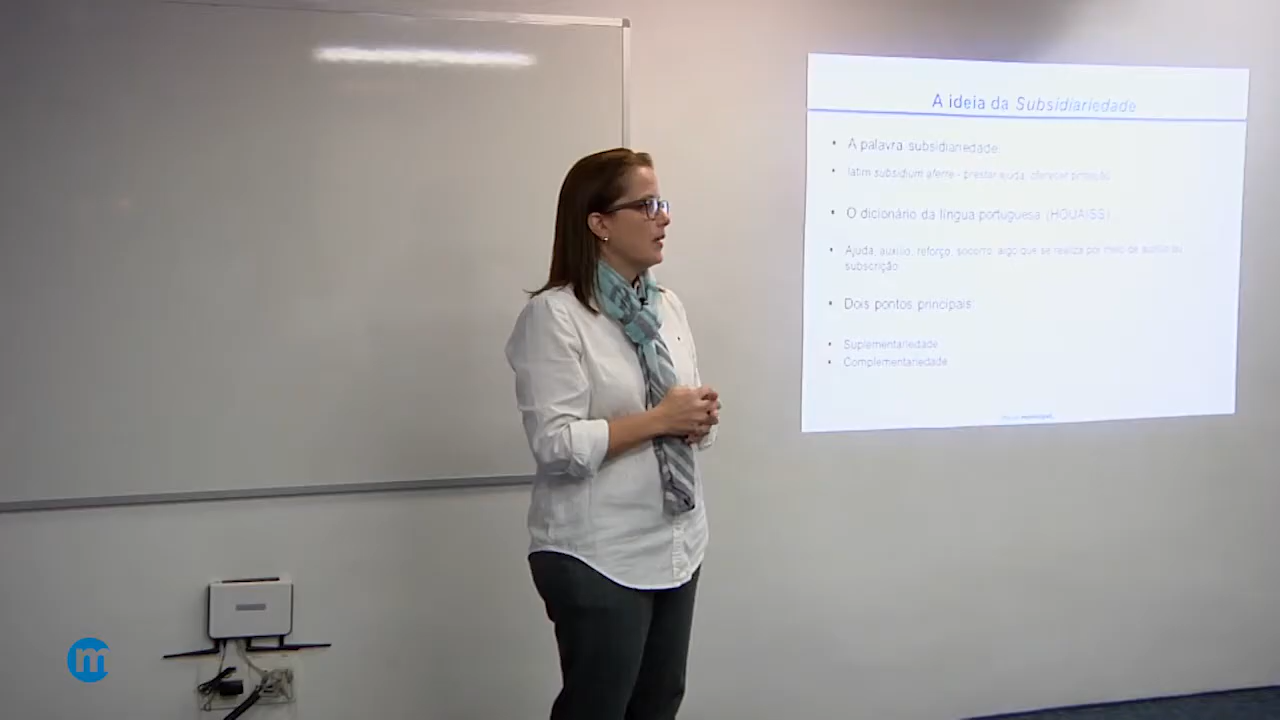 A ideia da Subsidiariedade
• A palavra subsidiariedade:
• latim subsidium aferre - prestar ajuda, oferecer proteção
• O dicionário da língua portuguesa (HOUAISS)
• Ajuda, auxílio, reforço, socorro, algo que se realiza por meio de auxílio ou
subscrição
• Dois pontos principais:
• Suplementariedade
• Complementariedade
m